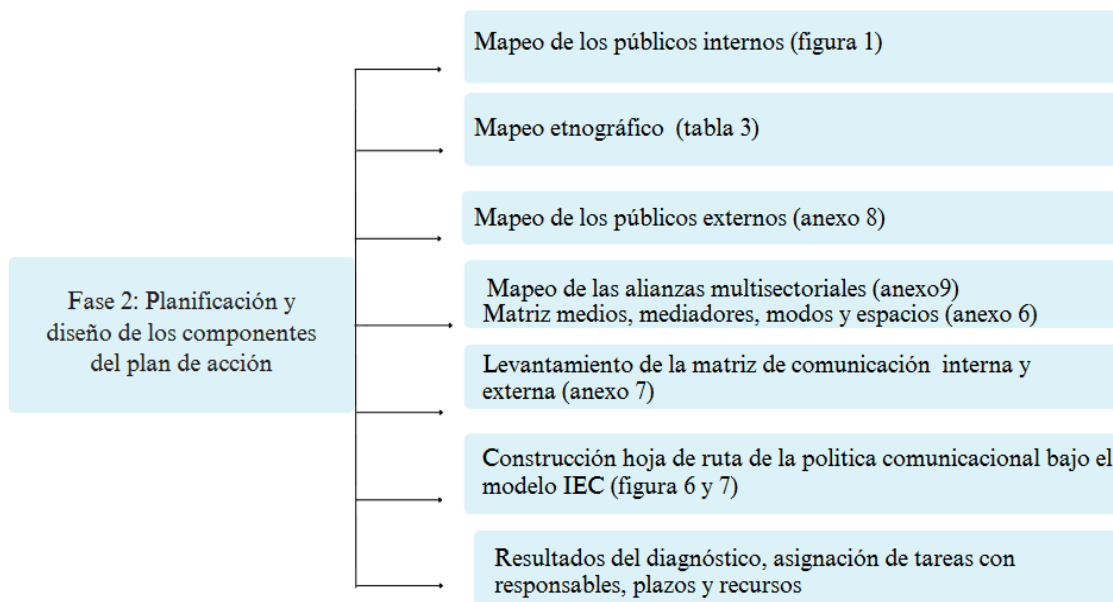 Mapeo de los públicos internos (figura 1)
Mapeo etnográfico (tabla 3)
Mapeo de los públicos externos (anexo 8)
Fase 2: Planificación y
diseño de los componentes
del plan de acción
Mapeo de las alianzas multisectoriales (anexo9)
Matriz medios, mediadores, modos y espacios (anexo 6)
Levantamiento de la matriz de comunicación interna y
externa (anexo 7)
Construcción hoja de ruta de la politica comunicacional bajo el
modelo IEC (figura 6 y 7)
Resultados del diagnóstico, asignación de tareas con
responsables, plazos y recursos